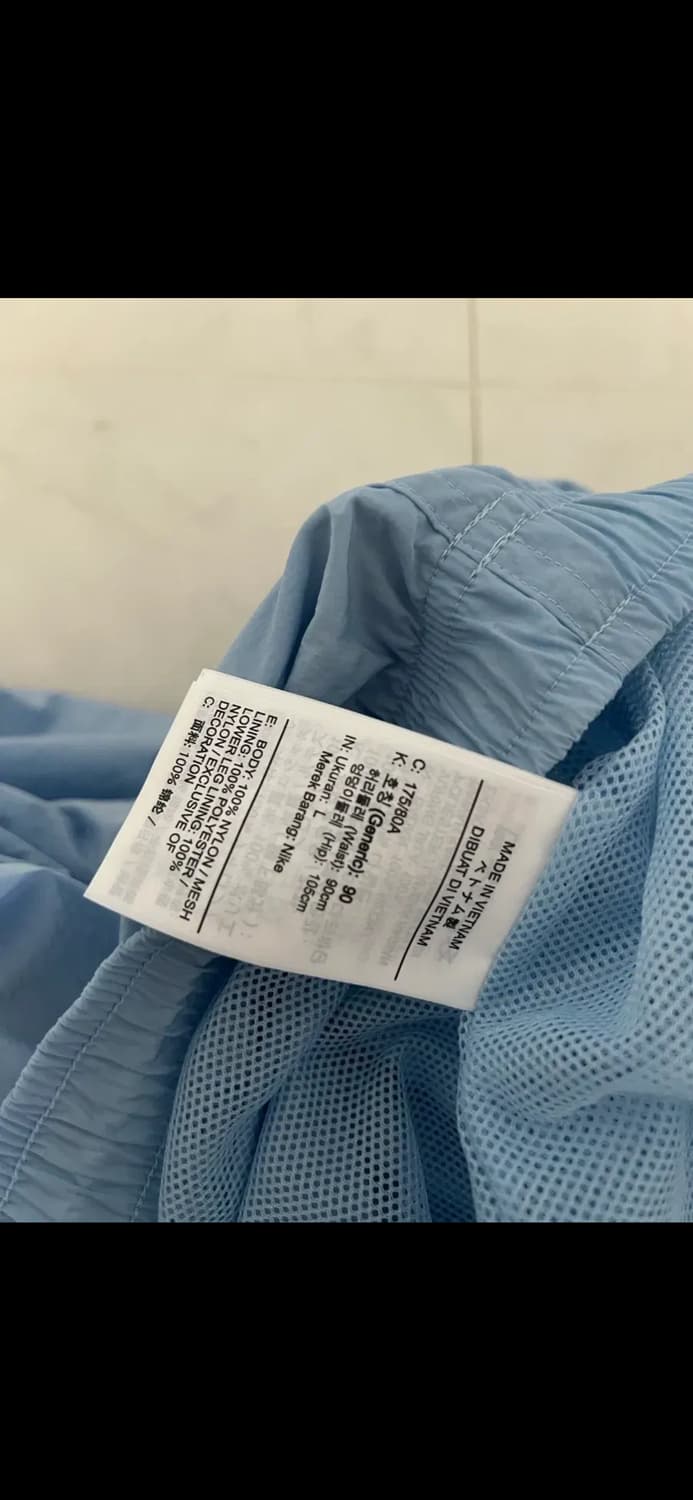 MADE IN VIETNAM
ベトナム製
DIBUAT DI VIETNAM
C: 175/80A
K: 호칭(Generic): 90
허리둘레 (Waist): 90cm
엉덩이둘레 (Hip): 105cm
IN: Ukuran: L
Merek Barang: Nike
E: BODY: 100% NYLON / MESH
LINING: 100% POLYESTER /
LOWER LEG LINING: 100%
NYLON / EXCLUSIVE OF
DECORATION
C: 面料: 100% 锦纶 /